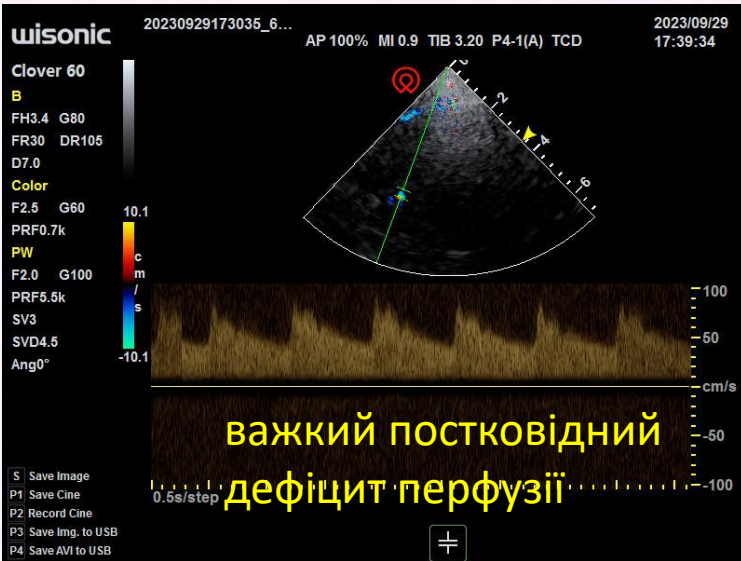 wisonic
20230929173035_6...
AP 100% MI 0.9 TIB 3.20 P4-1(A) TCD
2023/09/29
17:39:34
Clover 60
B
FH3.4 G80
FR30 DR105
D7.0
Color
F2.5 G60
PRF0.7k
PW
F2.0 G100
PRF5.5k
SV3
SVD4.5
Ang0°
10.1
c
m
/
s
-10.1
0
2
4
6
100
50
cm/s
-50
-100
важкий постковідний
дефіцит перфузії
0.5s/step
S Save Image
P1 Save Cine
P2 Record Cine
P3 Save Img. to USB
P4 Save AVI to USB